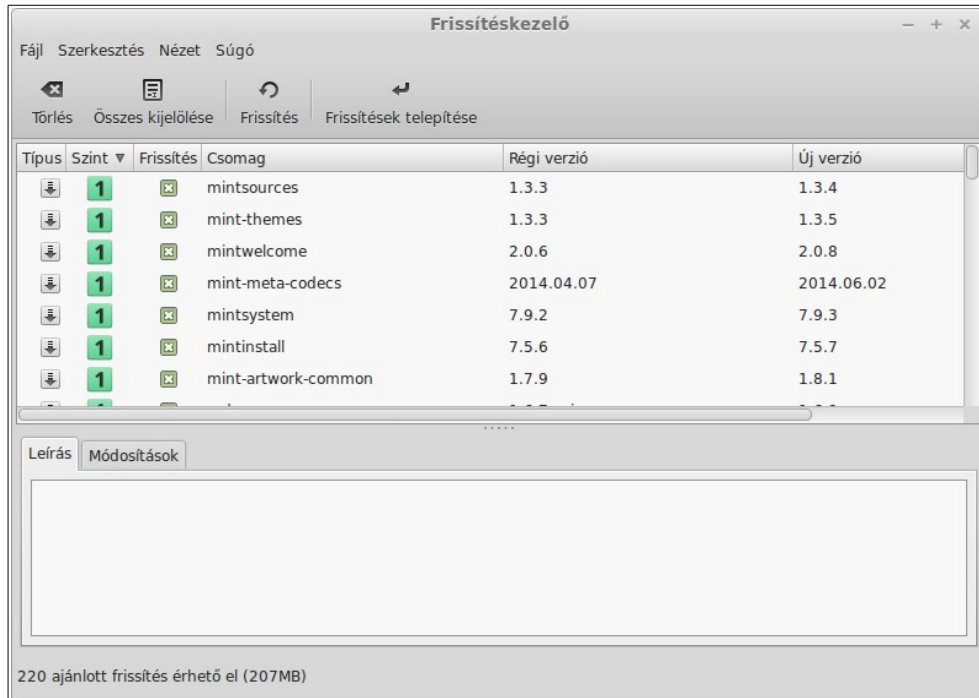 Frissítéskezelő
Fájl Szerkesztés Nézet Súgó
Törlés Összes kijelölése Frissítés Frissítések telepítése
Típus Szint Frissítés Csomag Régi verzió Új verzió
1 mintsources 1.3.3 1.3.4
1 mint-themes 1.3.3 1.3.5
1 mintwelcome 2.0.6 2.0.8
1 mint-meta-codecs 2014.04.07 2014.06.02
1 mintsystem 7.9.2 7.9.3
1 mintinstall 7.5.6 7.5.7
1 mint-artwork-common 1.7.9 1.8.1
Leírás Módosítások
220 ajánlott frissítés érhető el (207MB)